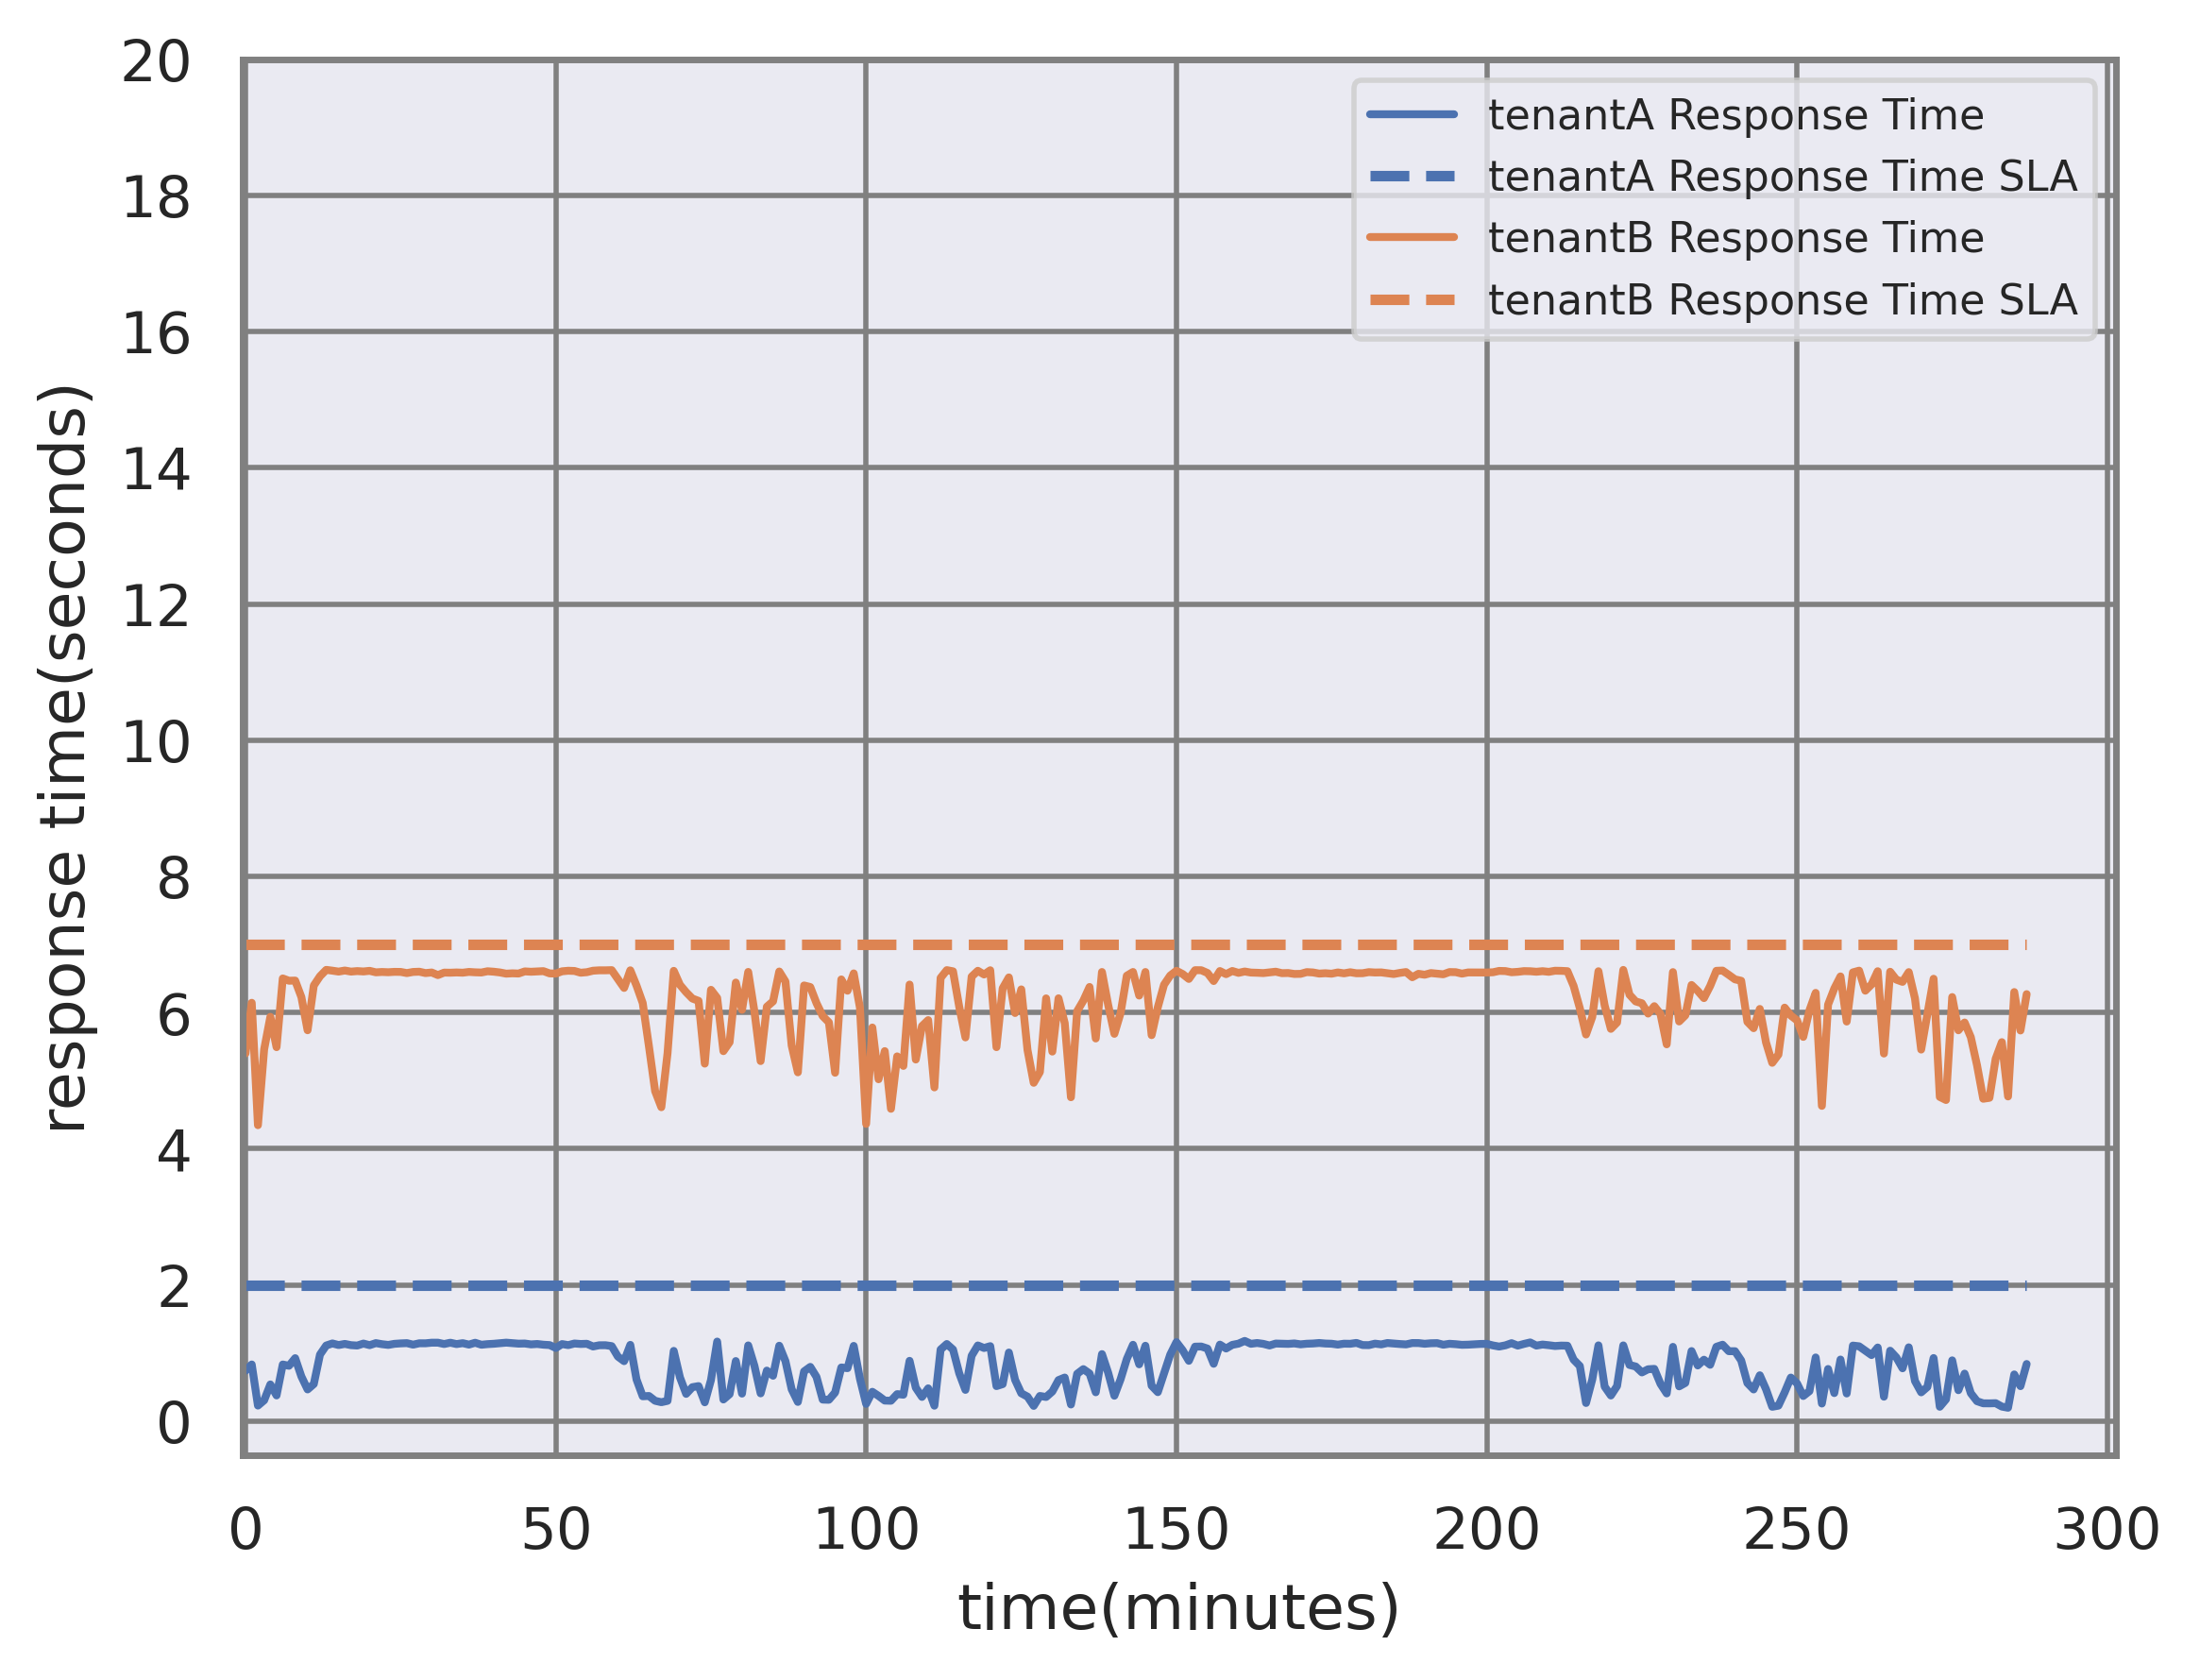 20
18
16
14
12
10
8
6
4
2
0
response time(seconds)
tenantA Response Time
tenantA Response Time SLA
tenantB Response Time
tenantB Response Time SLA
0 50 100 150 200 250 300
time(minutes)